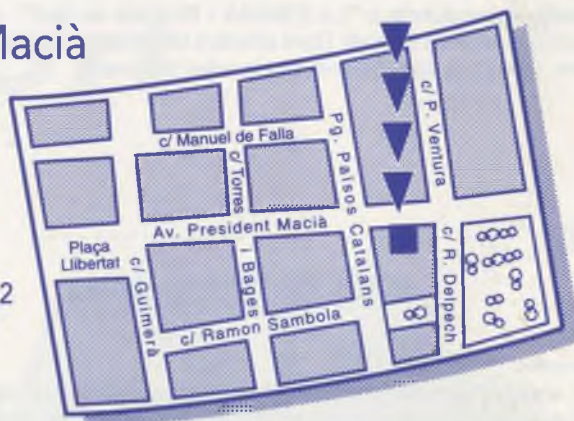 Macià
c/ Manuel de Falla
c/ Torres
i Bages
Pg. Països Catalans
c/ P. Ventura
Av. President Macià
Plaça
Llibertat
c/ Guimerà
c/ R. Delpech
2
c/ Ramon Sambola